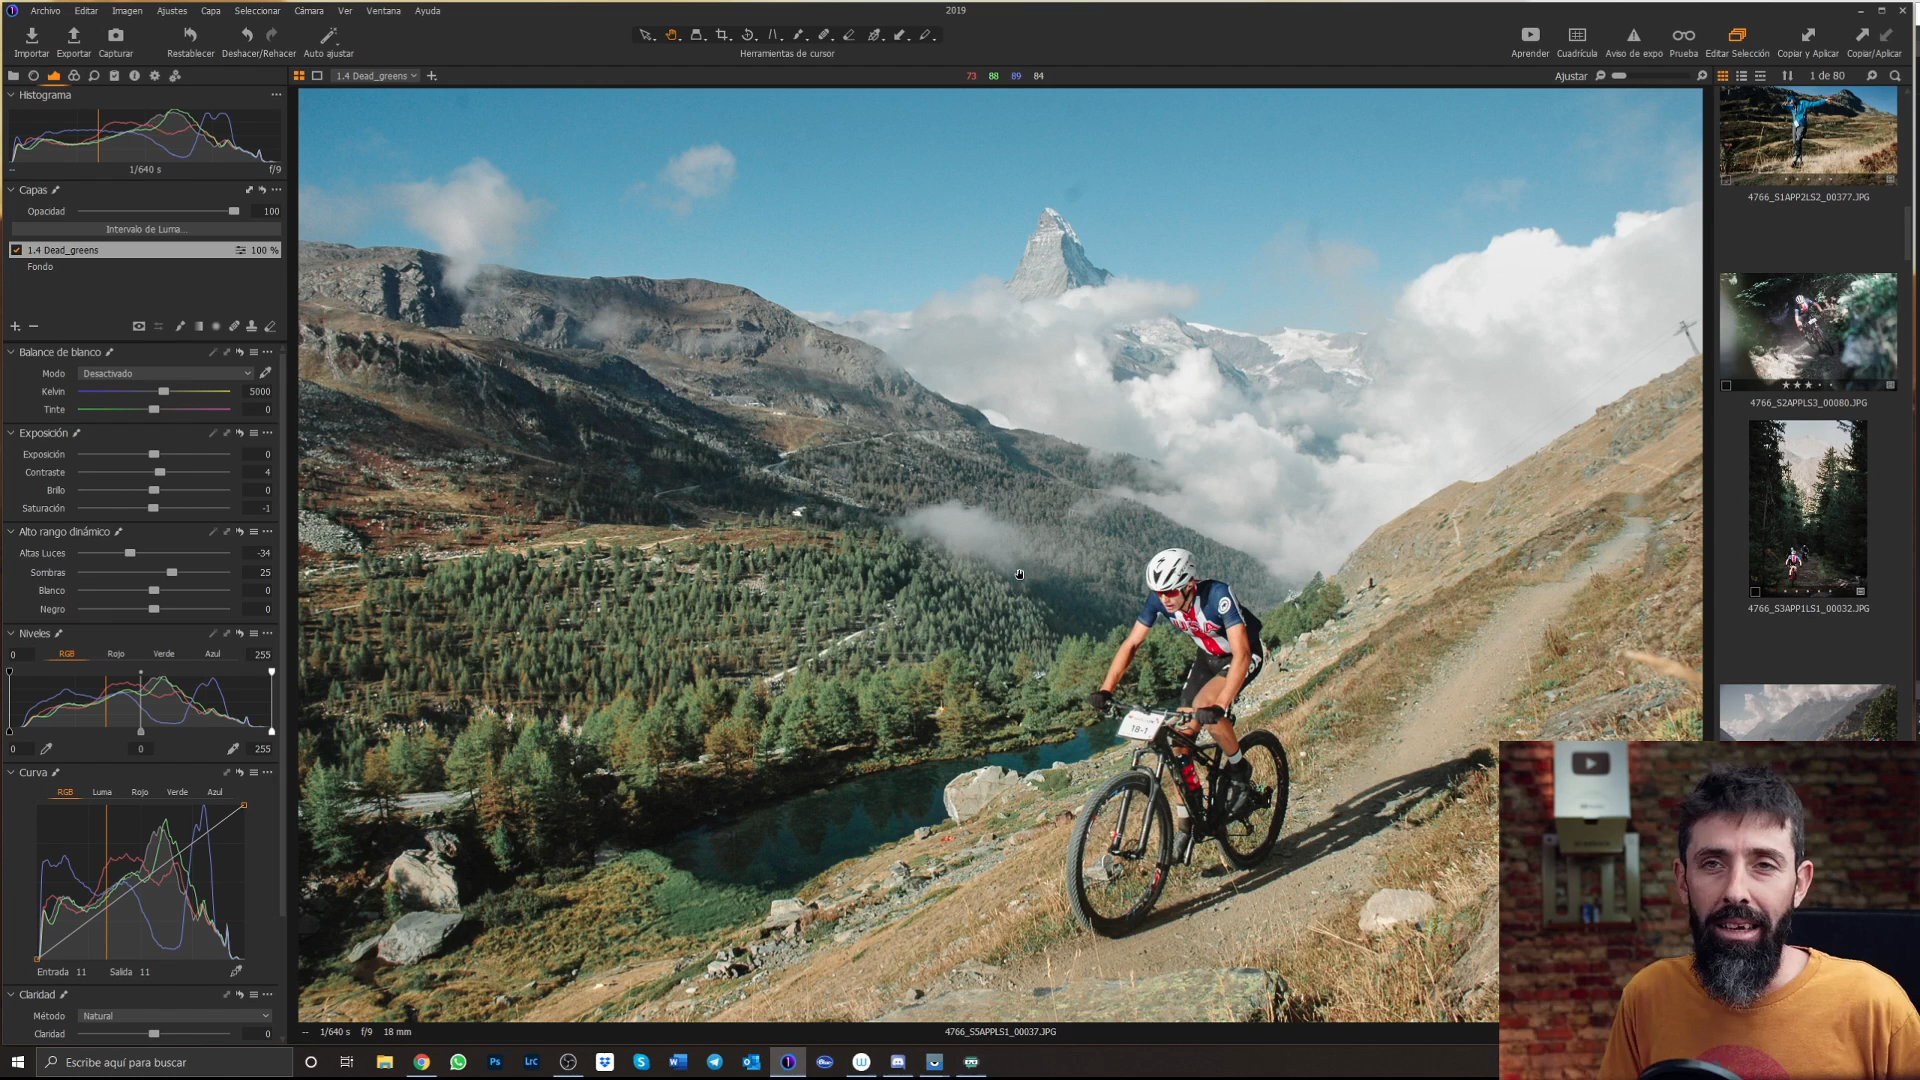 Archivo Editar Imagen Ajustes Capa Seleccionar Cámara Ver Ventana Ayuda
2019
Importar Exportar Capturar Restablecer Deshacer/Rehacer Auto ajustar
Herramientas de cursor
Aprender Cuadrícula Aviso de expo Prueba Editar Selección Copiar y Aplicar Copiar/Aplicar
1.4 Dead_greens
73 88 89 84
Ajustar
1 de 80
Histograma
-- 1/640 s f/9
Capas
Opacidad 100
Intervalo de Luma...
1.4 Dead_greens 100 %
Fondo
Balance de blanco
Modo Desactivado
Kelvin 5000
Tinte 0
Exposición
Exposición 0
Contraste 4
Brillo 0
Saturación -1
Alto rango dinámico
Altas Luces -34
Sombras 25
Blanco 0
Negro 0
Niveles
0 RGB Rojo Verde Azul 255
0 0 255
Curva
RGB Luma Rojo Verde Azul
Entrada 11 Salida 11
Claridad
Método Natural
Claridad 0
USA
18-1
-- 1/640 s f/9 18 mm
4766_S5APPLS1_00037.JPG
4766_S1APP2LS2_00377.JPG
4766_S2APPLS3_00080.JPG
4766_S3APP1LS1_00032.JPG
Escribe aquí para buscar
Ps
Lrc